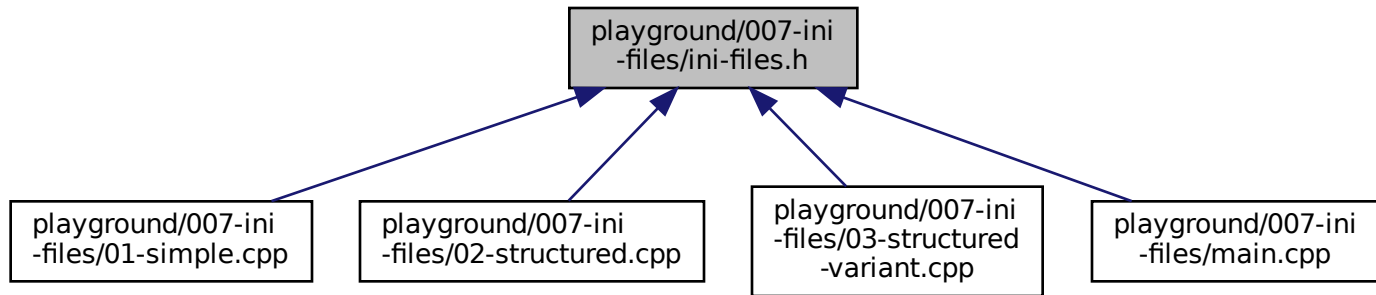 playground/007-ini
-files/ini-files.h
playground/007-ini
-files/01-simple.cpp
playground/007-ini
-files/02-structured.cpp
playground/007-ini
-files/03-structured
-variant.cpp
playground/007-ini
-files/main.cpp